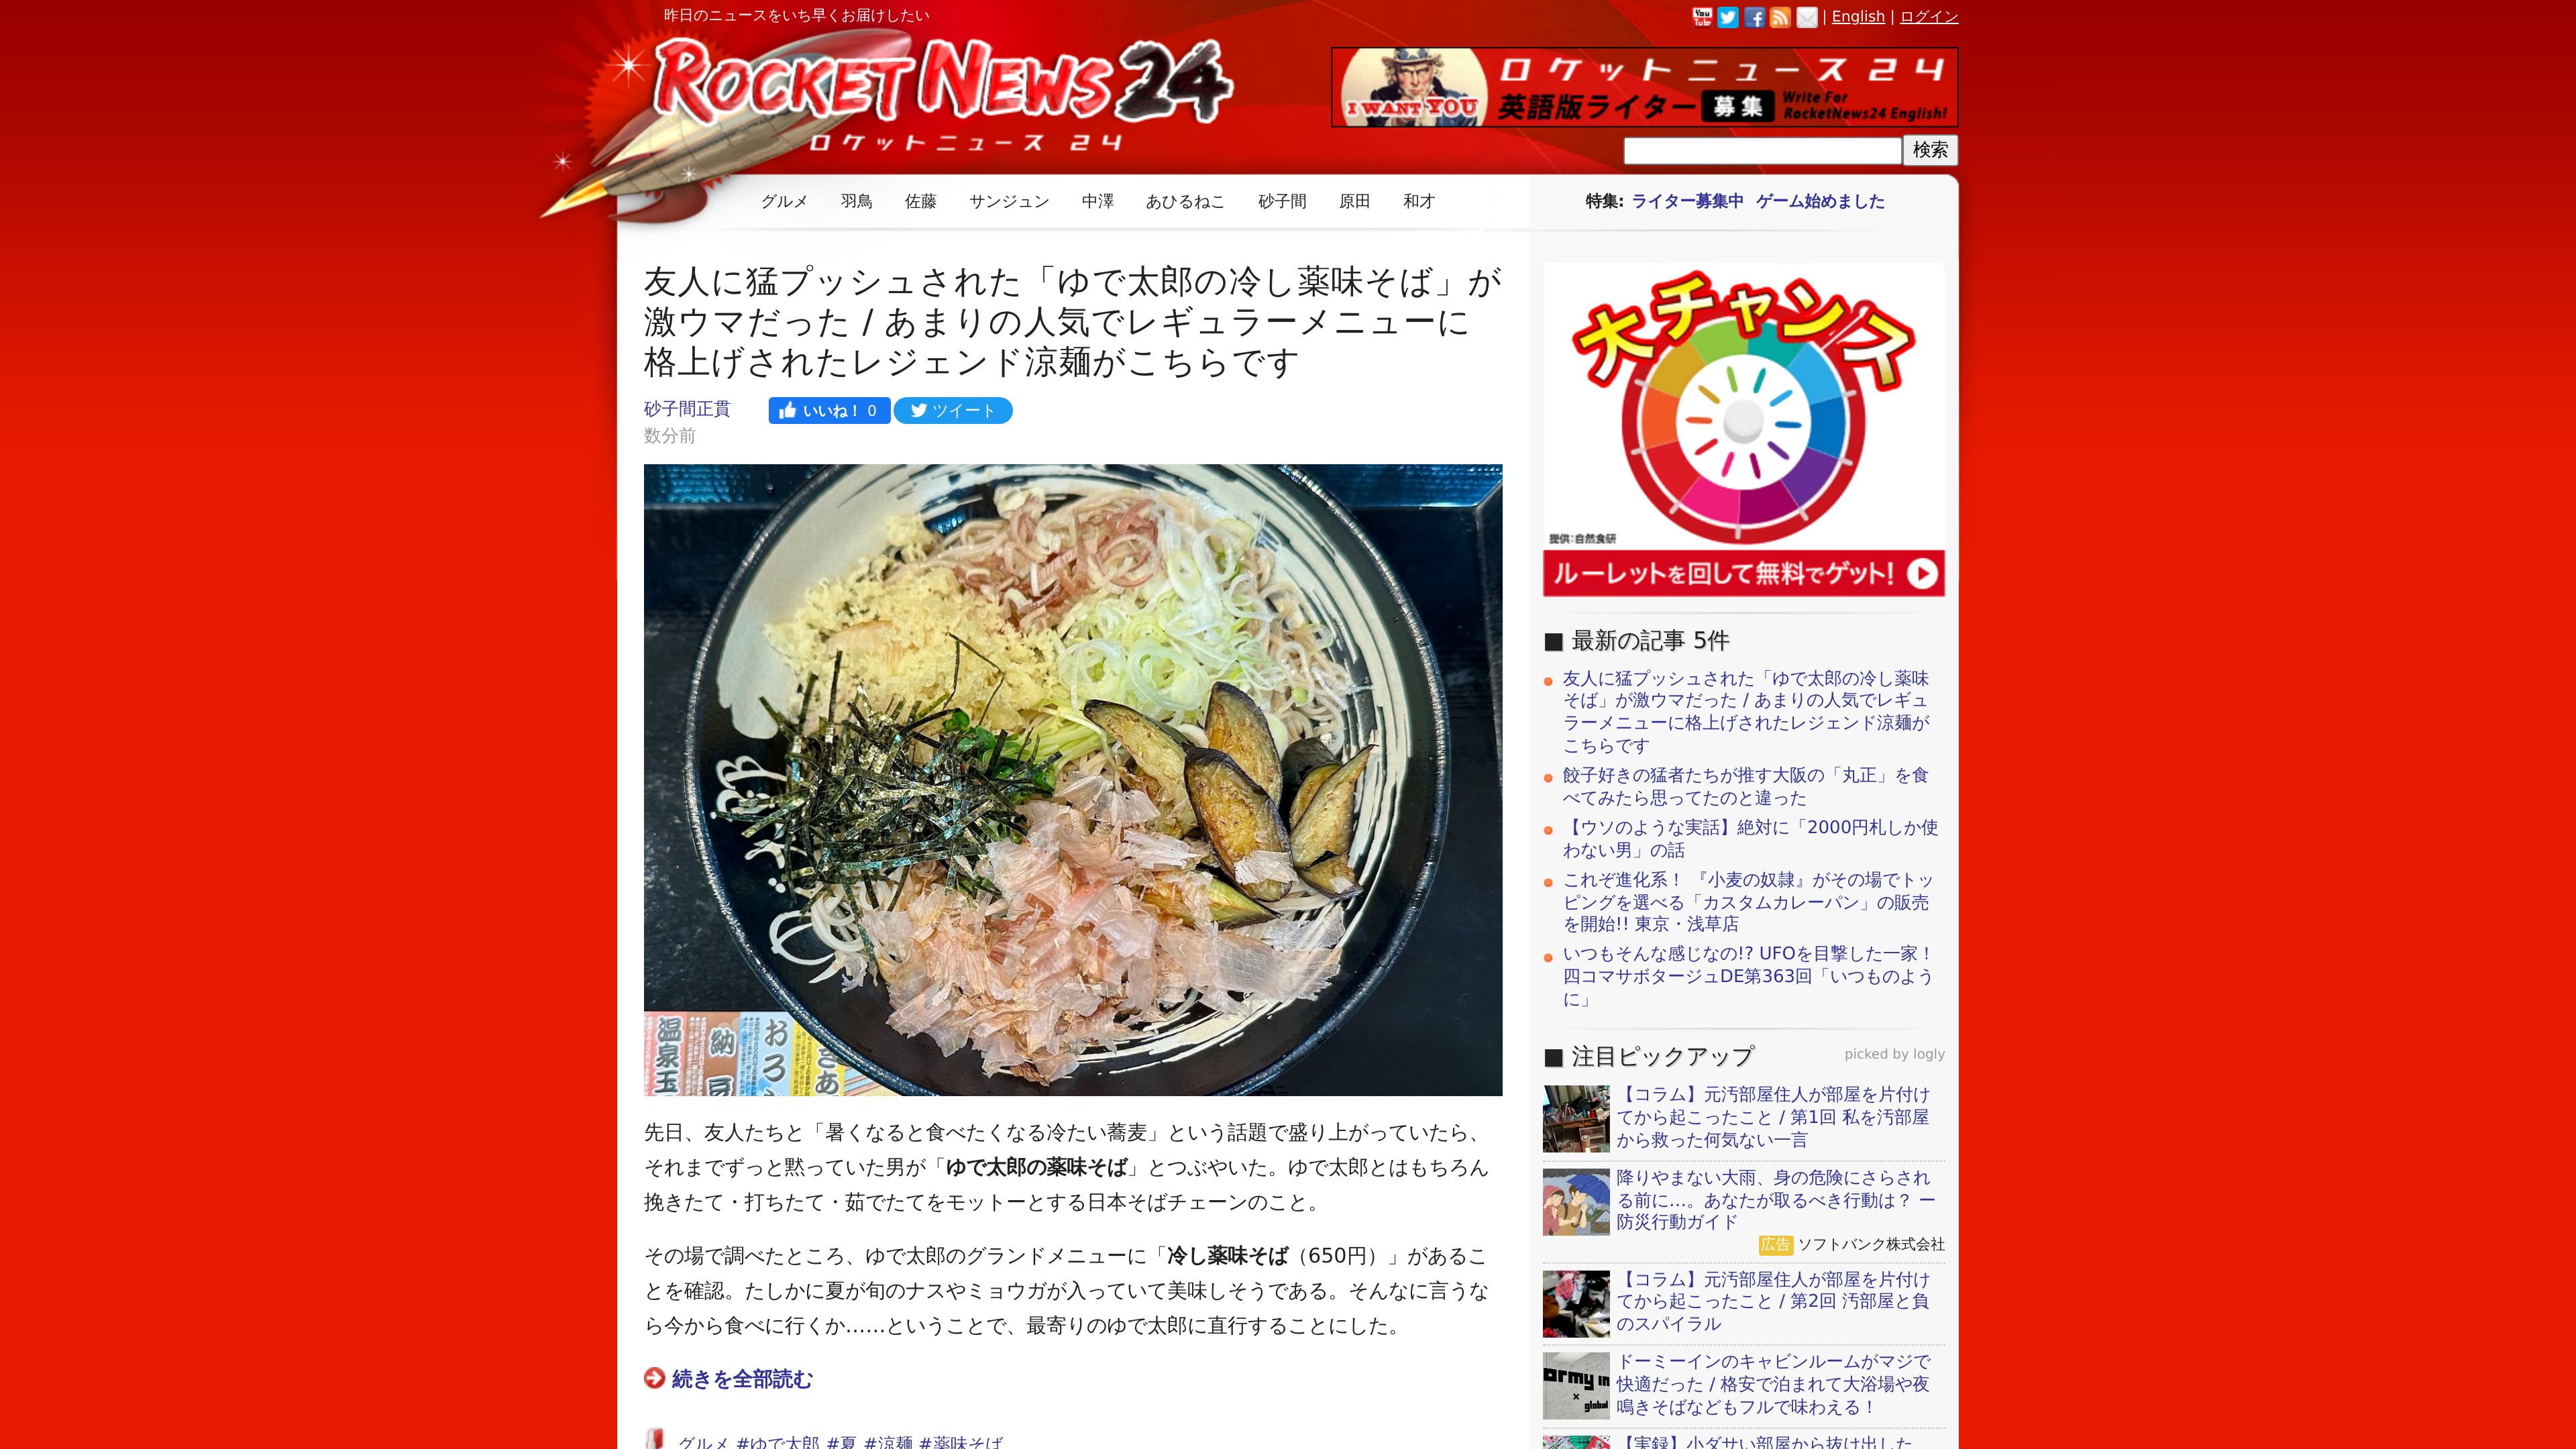 昨日のニュースをいち早くお届けしたい
| English | ログイン
ROCKET NEWS 24
ロケットニュース 24
I WANT YOU
ロケットニュース24
英語版ライター 募集 Write For RocketNews24 English!
検索
グルメ 羽鳥 佐藤 サンジュン 中澤 あひるねこ 砂子間 原田 和才
特集: ライター募集中 ゲーム始めました
友人に猛プッシュされた「ゆで太郎の冷し薬味そば」が
激ウマだった / あまりの人気でレギュラーメニューに
格上げされたレジェンド涼麺がこちらです
砂子間正貫
いいね！ 0
ツイート
数分前
温泉玉
納豆
おろ
先日、友人たちと「暑くなると食べたくなる冷たい蕎麦」という話題で盛り上がっていたら、
それまでずっと黙っていた男が「ゆで太郎の薬味そば」とつぶやいた。ゆで太郎とはもちろん
挽きたて・打ちたて・茹でたてをモットーとする日本そばチェーンのこと。
その場で調べたところ、ゆで太郎のグランドメニューに「冷し薬味そば（650円）」があるこ
とを確認。たしかに夏が旬のナスやミョウガが入っていて美味しそうである。そんなに言うな
ら今から食べに行くか……ということで、最寄りのゆで太郎に直行することにした。
続きを全部読む
グルメ #ゆで太郎 #夏 #涼麺 #薬味そば
大チャンス
提供:自然食研
ルーレットを回して無料でゲット!
■ 最新の記事 5件
友人に猛プッシュされた「ゆで太郎の冷し薬味
そば」が激ウマだった / あまりの人気でレギュ
ラーメニューに格上げされたレジェンド涼麺が
こちらです
餃子好きの猛者たちが推す大阪の「丸正」を食
べてみたら思ってたのと違った
【ウソのような実話】絶対に「2000円札しか使
わない男」の話
これぞ進化系！ 『小麦の奴隷』がその場でトッ
ピングを選べる「カスタムカレーパン」の販売
を開始!! 東京・浅草店
いつもそんな感じなの!? UFOを目撃した一家！
四コマサボタージュDE第363回「いつものよう
に」
■ 注目ピックアップ
picked by logly
【コラム】元汚部屋住人が部屋を片付け
てから起こったこと / 第1回 私を汚部屋
から救った何気ない一言
降りやまない大雨、身の危険にさらされ
る前に…。あなたが取るべき行動は？ ー
防災行動ガイド
広告 ソフトバンク株式会社
【コラム】元汚部屋住人が部屋を片付け
てから起こったこと / 第2回 汚部屋と負
のスパイラル
ormy in
×
global
ドーミーインのキャビンルームがマジで
快適だった / 格安で泊まれて大浴場や夜
鳴きそばなどもフルで味わえる！
【実録】小ダサい部屋から抜け出した